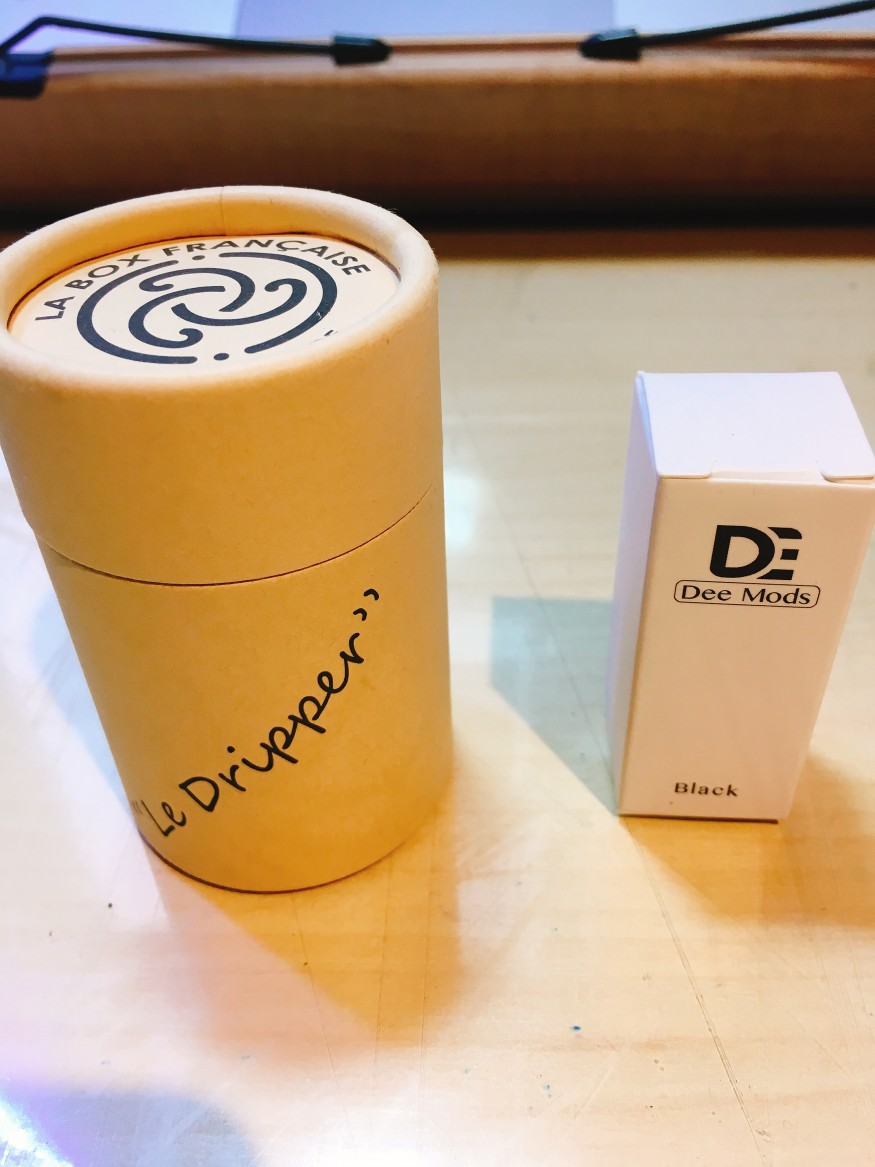 LA BOX FRANÇAISE
"Le Dripper"
DE
Dee Mods
Black